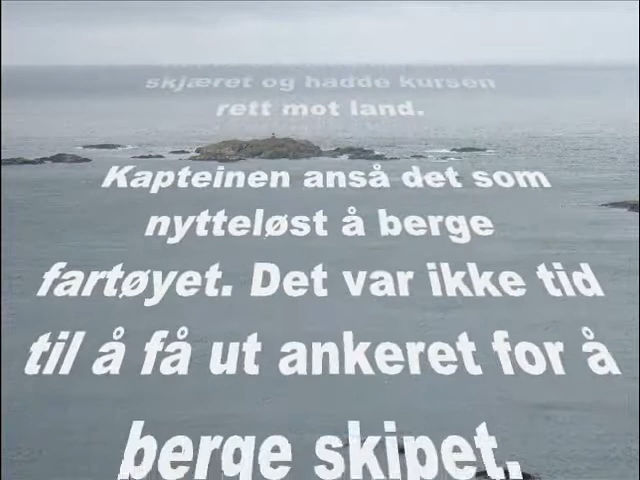 skjæret og hadde kursen
rett mot land.
Kapteinen anså det som
nytteløst å berge
fartøyet. Det var ikke tid
til å få ut ankeret for å
berge skipet.